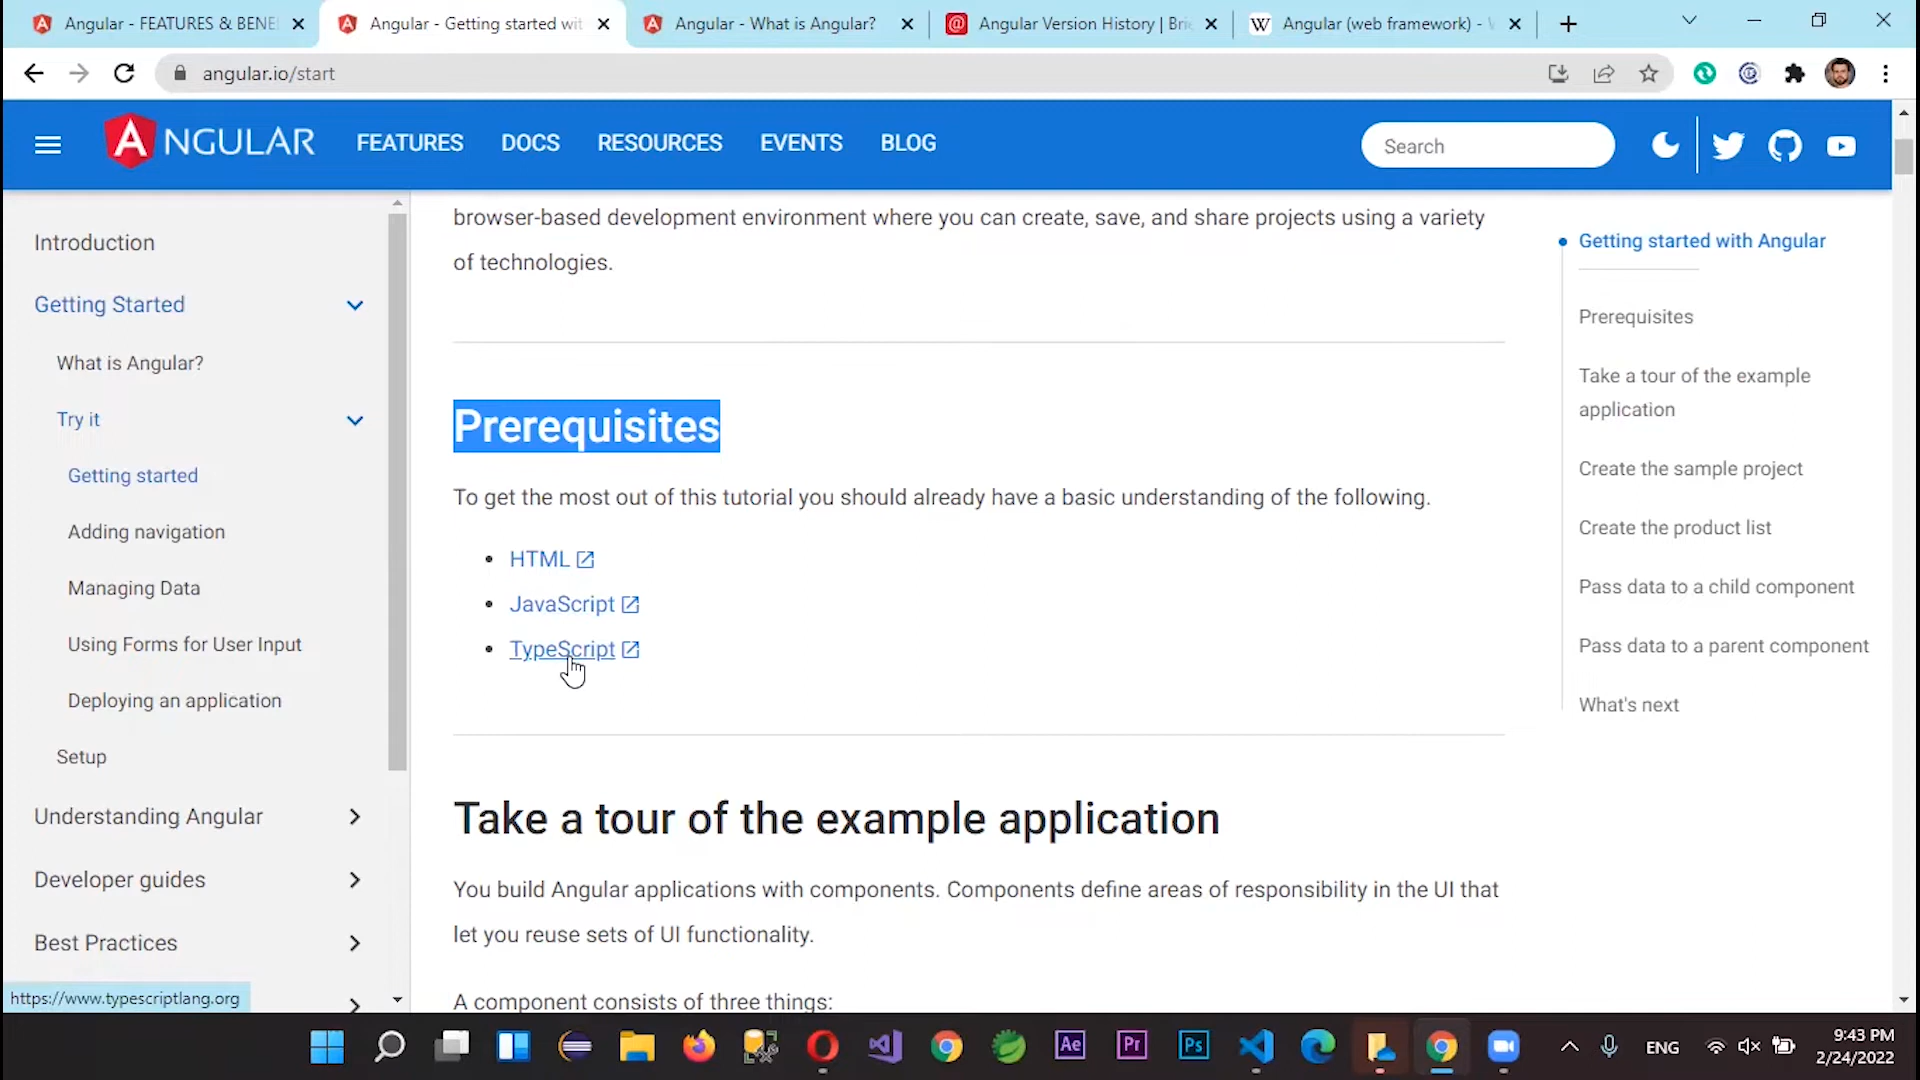 Angular - FEATURES & BENE
Angular - Getting started wit
Angular - What is Angular?
Angular Version History | Bri
Angular (web framework) -
angular.io/start
ANGULAR
FEATURES
DOCS
RESOURCES
EVENTS
BLOG
Search
Introduction
Getting Started
What is Angular?
Try it
Getting started
Adding navigation
Managing Data
Using Forms for User Input
Deploying an application
Setup
Understanding Angular
Developer guides
Best Practices
https://www.typescriptlang.org
browser-based development environment where you can create, save, and share projects using a variety
of technologies.
Prerequisites
To get the most out of this tutorial you should already have a basic understanding of the following.
• HTML
• JavaScript
• TypeScript
Take a tour of the example application
You build Angular applications with components. Components define areas of responsibility in the UI that
let you reuse sets of UI functionality.
A component consists of three things:
Getting started with Angular
Prerequisites
Take a tour of the example
application
Create the sample project
Create the product list
Pass data to a child component
Pass data to a parent component
What's next
Ae
Pr
Ps
ENG
9:43 PM
2/24/2022